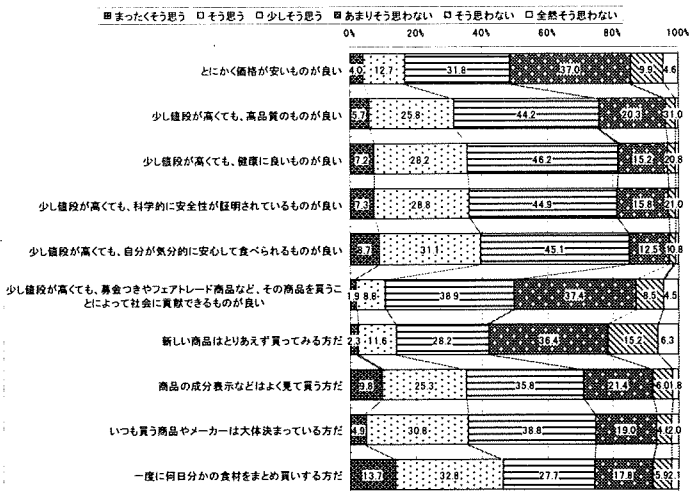 まったくそう思う そう思う 少しそう思う あまりそう思わない そう思わない 全然そう思わない
0% 20% 40% 60% 80% 100%
とにかく価格が安いものが良い 4.0 12.7 31.8 37.0 9.9 4.6
少し値段が高くても、高品質のものが良い 5.7 25.8 44.2 20.3 31.0
少し値段が高くても、健康に良いものが良い 7.2 28.2 46.2 15.2 20.8
少し値段が高くても、科学的に安全性が証明されているものが良い 7.3 28.8 44.9 15.8 21.0
少し値段が高くても、自分が気分的に安心して食べられるものが良い 8.7 31.1 45.1 12.5 10.8
少し値段が高くても、募金つきやフェアトレード商品など、その商品を買うこ
とによって社会に貢献できるものが良い 1.9 8.8 38.9 37.4 8.5 4.5
新しい商品はとりあえず買ってみる方だ 2.3 11.6 28.2 36.4 15.2 6.3
商品の成分表示などはよく見て買う方だ 9.8 25.3 35.8 21.4 6.01.8
いつも買う商品やメーカーは大体決まっている方だ 4.9 30.8 38.8 19.0 2.0
一度に何日分かの食材をまとめ買いする方だ 13.7 32.8 27.7 17.8 5.92.1